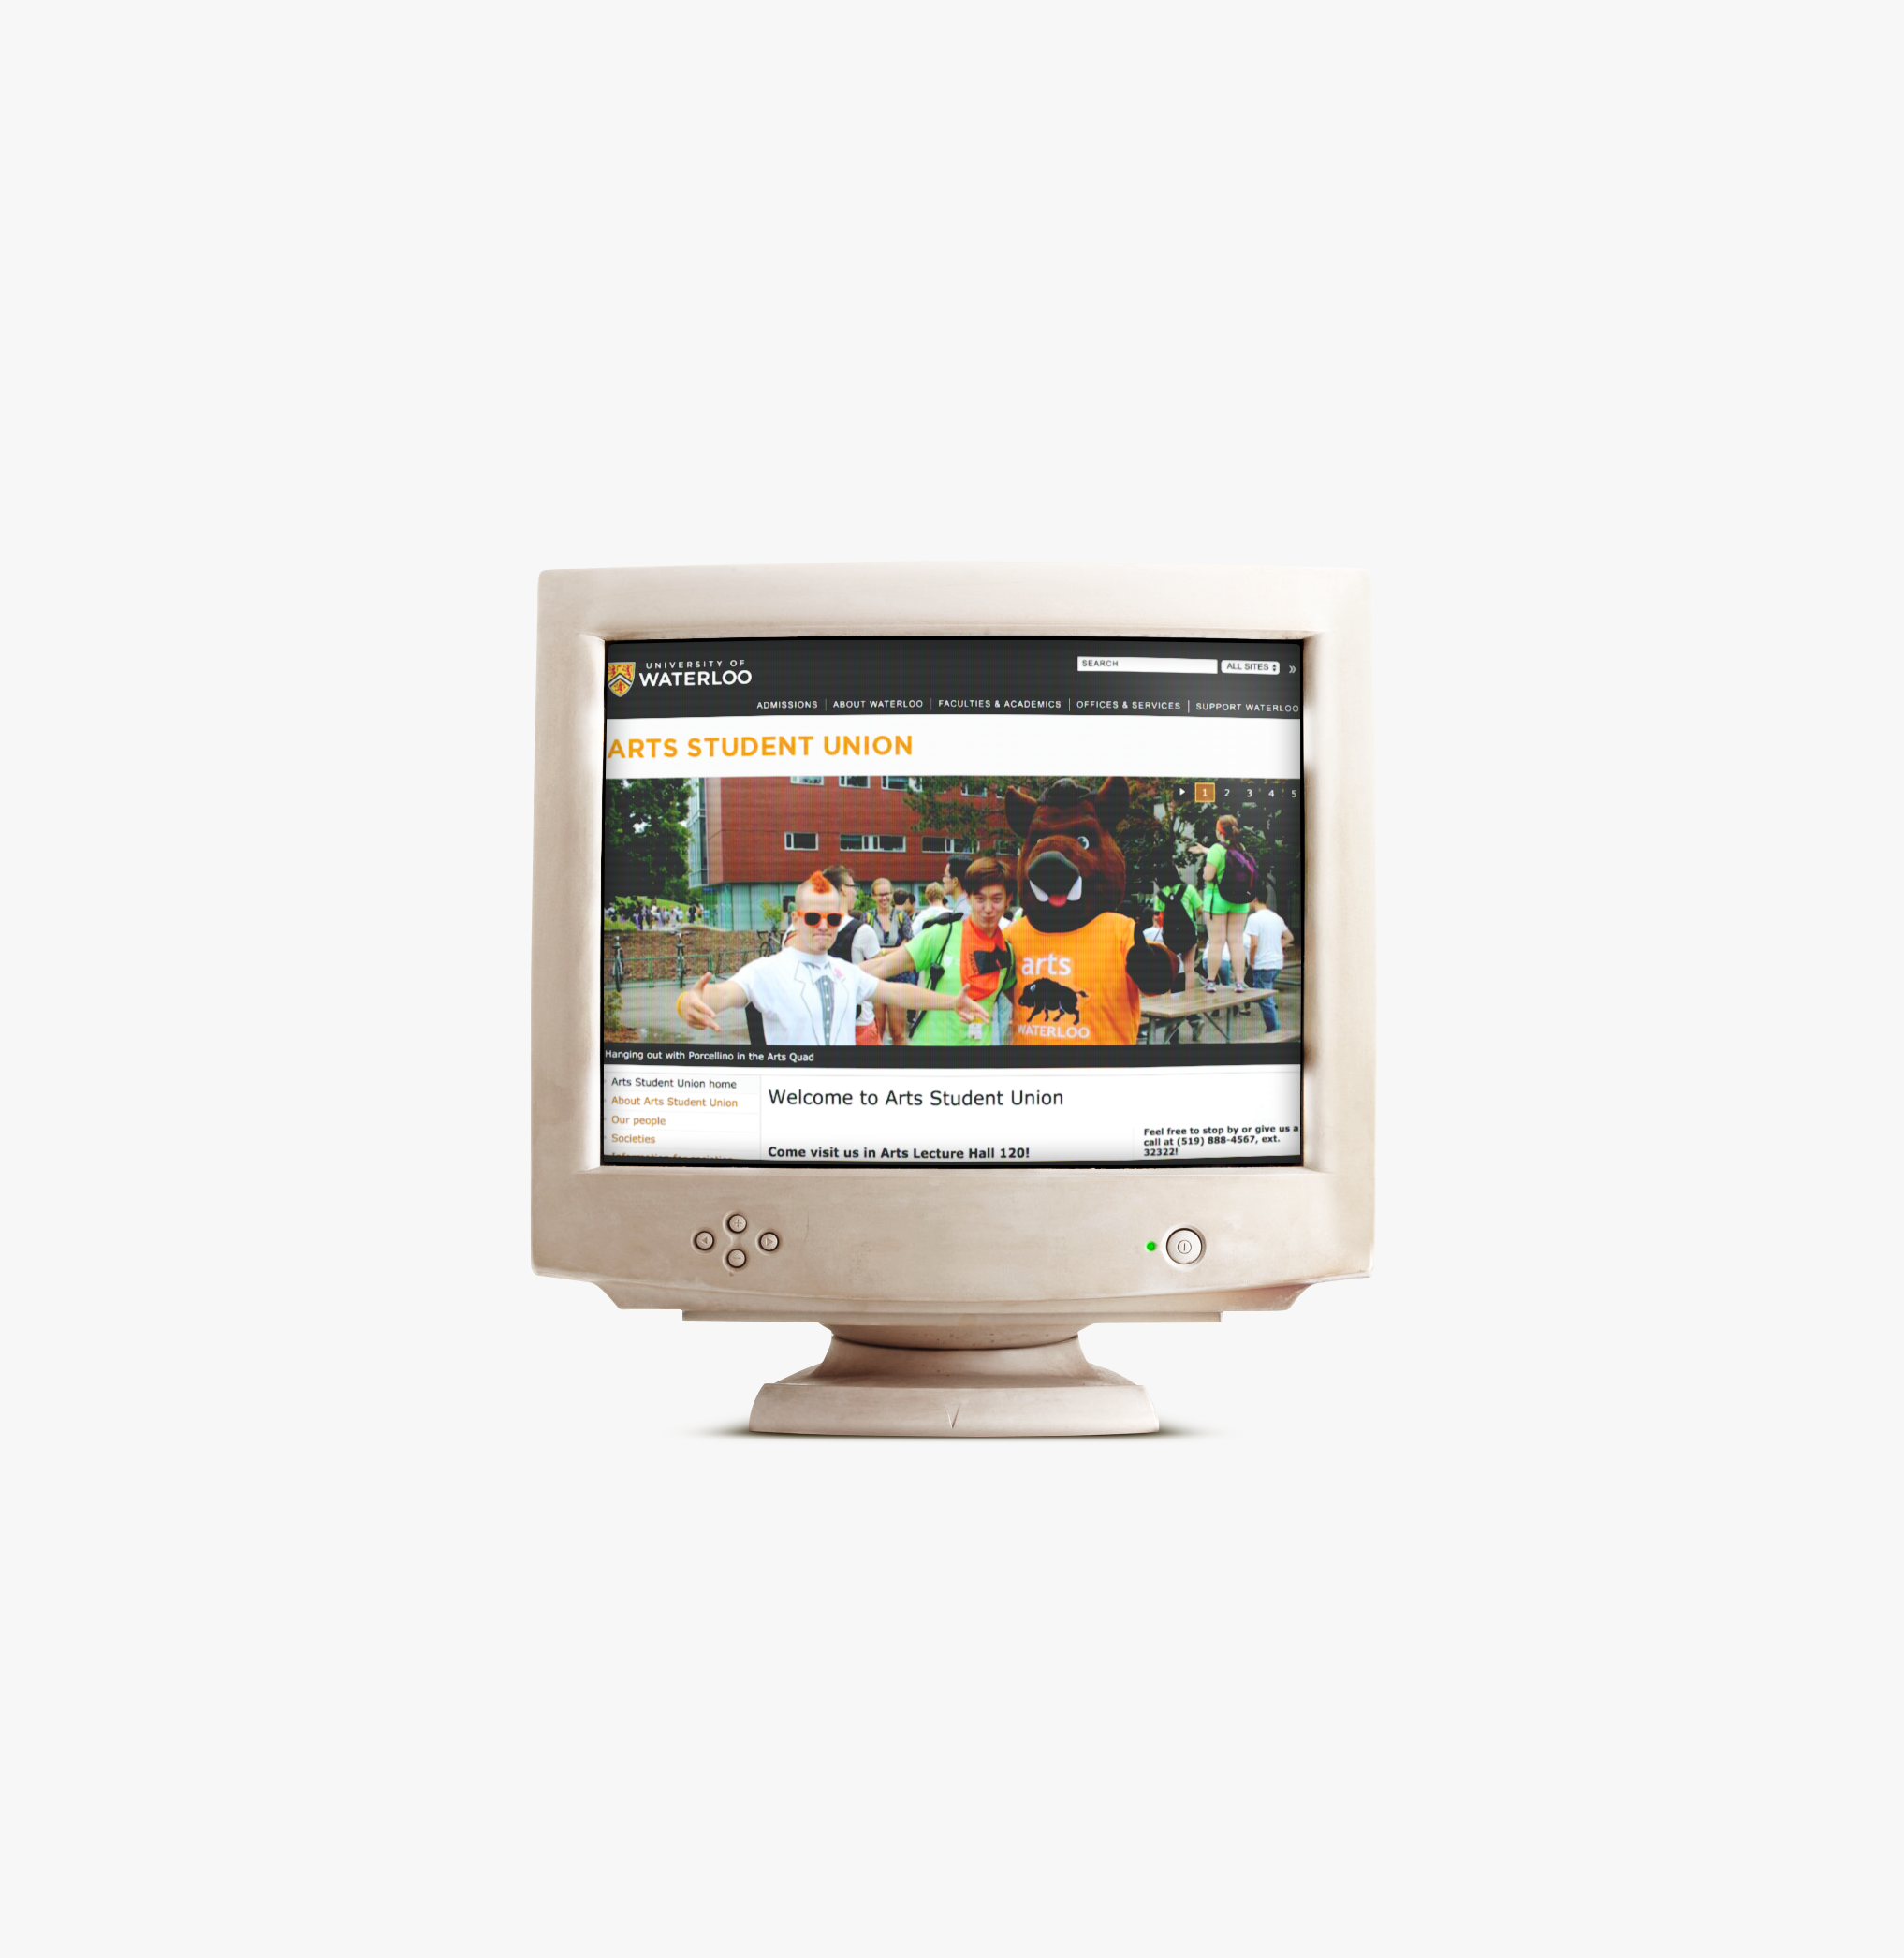 UNIVERSITY OF
WATERLOO
SEARCH
ALL SITES
»
ADMISSIONS
ABOUT WATERLOO
FACULTIES & ACADEMICS
OFFICES & SERVICES
SUPPORT WATERLOO
ARTS STUDENT UNION
1 2 3 4 5
arts
WATERLOO
Hanging out with Porcellino in the Arts Quad
Arts Student Union home
About Arts Student Union
Our people
Societies
Welcome to Arts Student Union
Come visit us in Arts Lecture Hall 120!
Feel free to stop by or give us a
call at (519) 888-4567, ext.
32322!